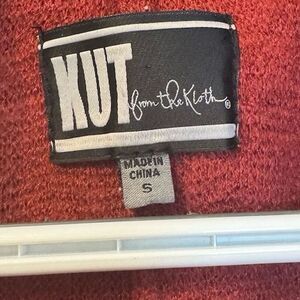 KUT from the Kloth®
MADE IN
CHINA
S